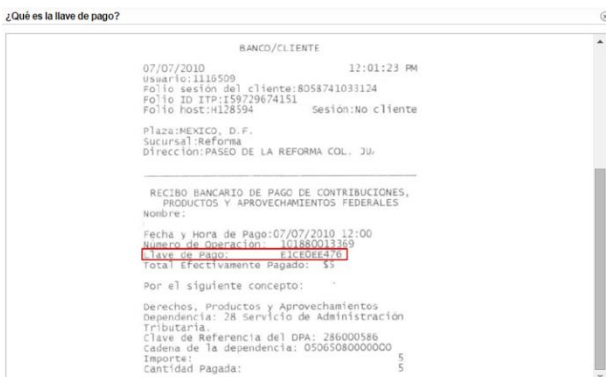 ¿Qué es la llave de pago?
BANCO/CLIENTE
07/07/2010 12:01:23 PM
Usuario:1116509
Folio sesión del cliente:8058741033124
Folio ID ITP:I59729674151
Folio host:H128594 Sesión:No cliente
Plaza:MEXICO, D.F.
Sucursal:Reforma
Dirección:PASEO DE LA REFORMA COL. JU
RECIBO BANCARIO DE PAGO DE CONTRIBUCIONES,
PRODUCTOS Y APROVECHAMIENTOS FEDERALES
Nombre:
Fecha y Hora de Pago:07/07/2010 12:00
Numero de Operación: 101880013369
Llave de Pago: E1CE0EE476
Total Efectivamente Pagado: $5
Por el siguiente concepto:
Derechos, Productos y Aprovechamientos
Dependencia: 28 Servicio de Administración
Tributaria.
Clave de Referencia del DPA: 286000586
Cadena de la dependencia: 05065080000000
Importe: 5
Cantidad Pagada: 5